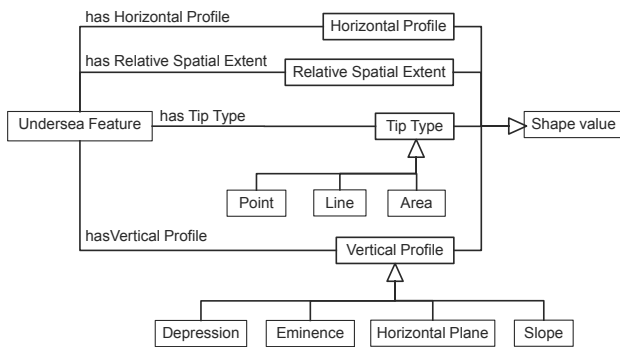 has Horizontal Profile
Horizontal Profile
has Relative Spatial Extent
Relative Spatial Extent
Undersea Feature
has Tip Type
Tip Type
Shape value
Point
Line
Area
hasVertical Profile
Vertical Profile
Depression
Eminence
Horizontal Plane
Slope